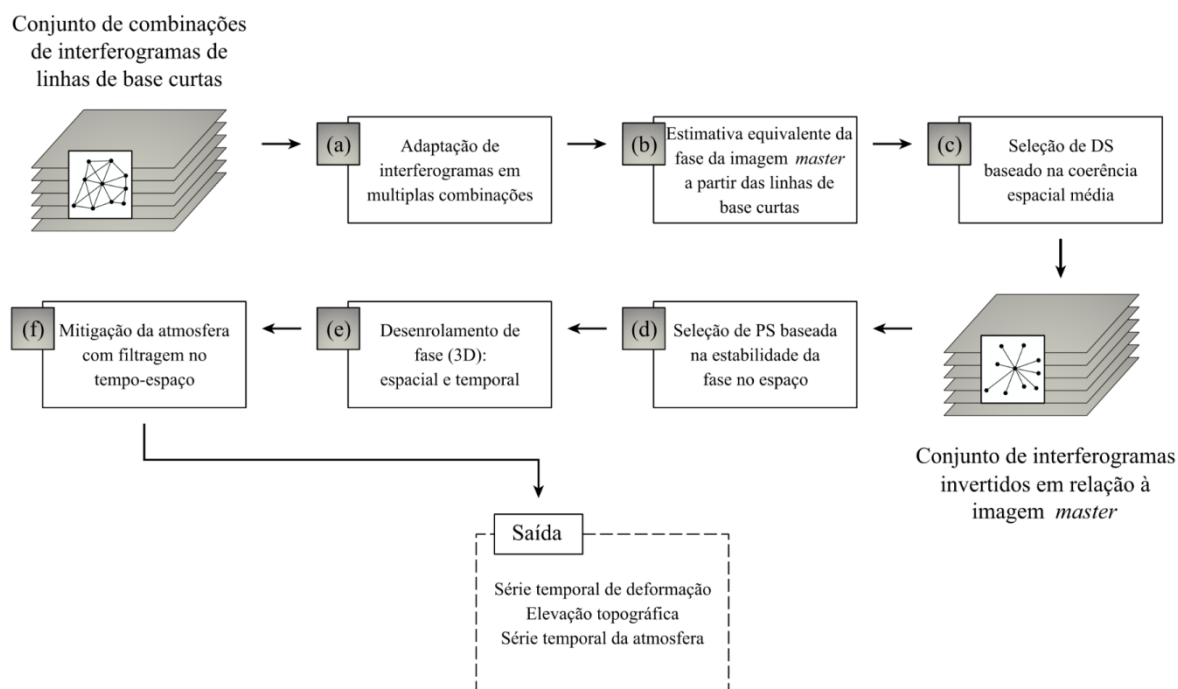 Conjunto de combinações
de interferogramas de
linhas de base curtas
(a)
Adaptação de
interferogramas em
multiplas combinações
(b)
Estimativa equivalente da
fase da imagem master
a partir das linhas de
base curtas
(c)
Seleção de DS
baseado na coerência
espacial média
(f)
Mitigação da atmosfera
com filtragem no
tempo-espaço
(e)
Desenrolamento de
fase (3D):
espacial e temporal
(d)
Seleção de PS baseada
na estabilidade da
fase no espaço
Conjunto de interferogramas
invertidos em relação à
imagem master
Saída
Série temporal de deformação
Elevação topográfica
Série temporal da atmosfera